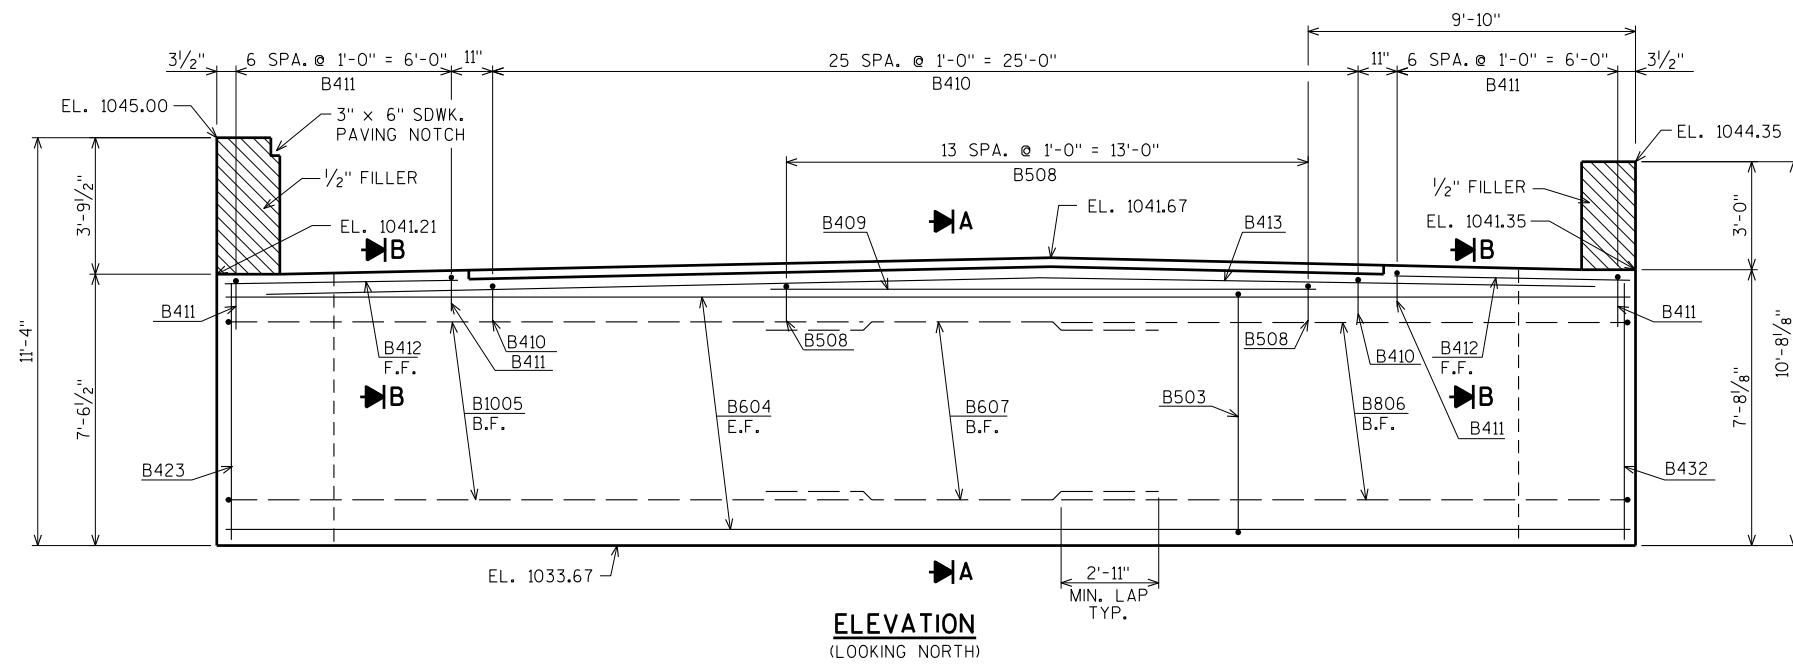 9'-10"
3½" 6 SPA. @ 1'-0" = 6'-0" 11" 25 SPA. @ 1'-0" = 25'-0" 11" 6 SPA. @ 1'-0" = 6'-0" 3½"
B411 B410 B411
EL. 1045.00
3" x 6" SDWK.
PAVING NOTCH
EL. 1044.35
13 SPA. @ 1'-0" = 13'-0"
B508
½" FILLER
½" FILLER
3'-9½"
3'-0"
EL. 1041.67
EL. 1041.21
B409
A
B413
EL. 1041.35
B
B
B411
B412
F.F.
B410
B411
B508
B508
B410
B412
F.F.
B411
11'-4"
10'-8⅛"
7'-6½"
7'-8⅛"
B
B1005
B.F.
B604
E.F.
B607
B.F.
B503
B806
B.F.
B
B411
B423
B432
EL. 1033.67
A
2'-11"
MIN. LAP
TYP.
ELEVATION
(LOOKING NORTH)